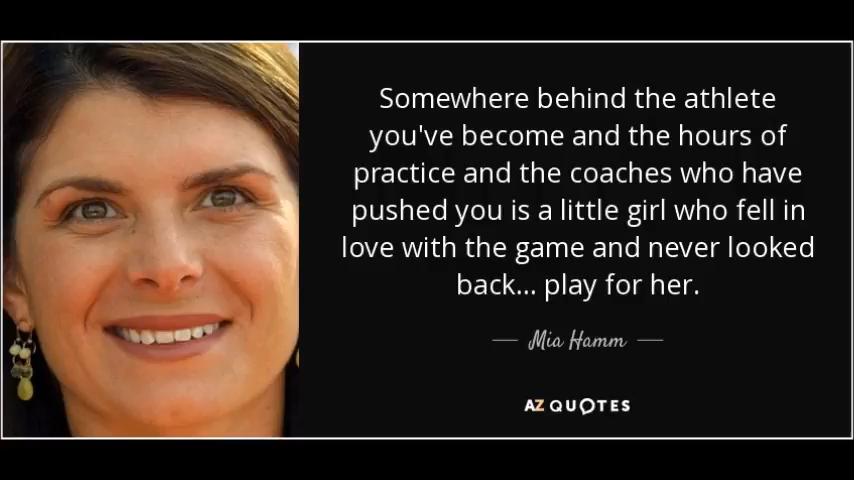 Somewhere behind the athlete
you've become and the hours of
practice and the coaches who have
pushed you is a little girl who fell in
love with the game and never looked
back... play for her.
Mia Hamm
AZ QUOTES